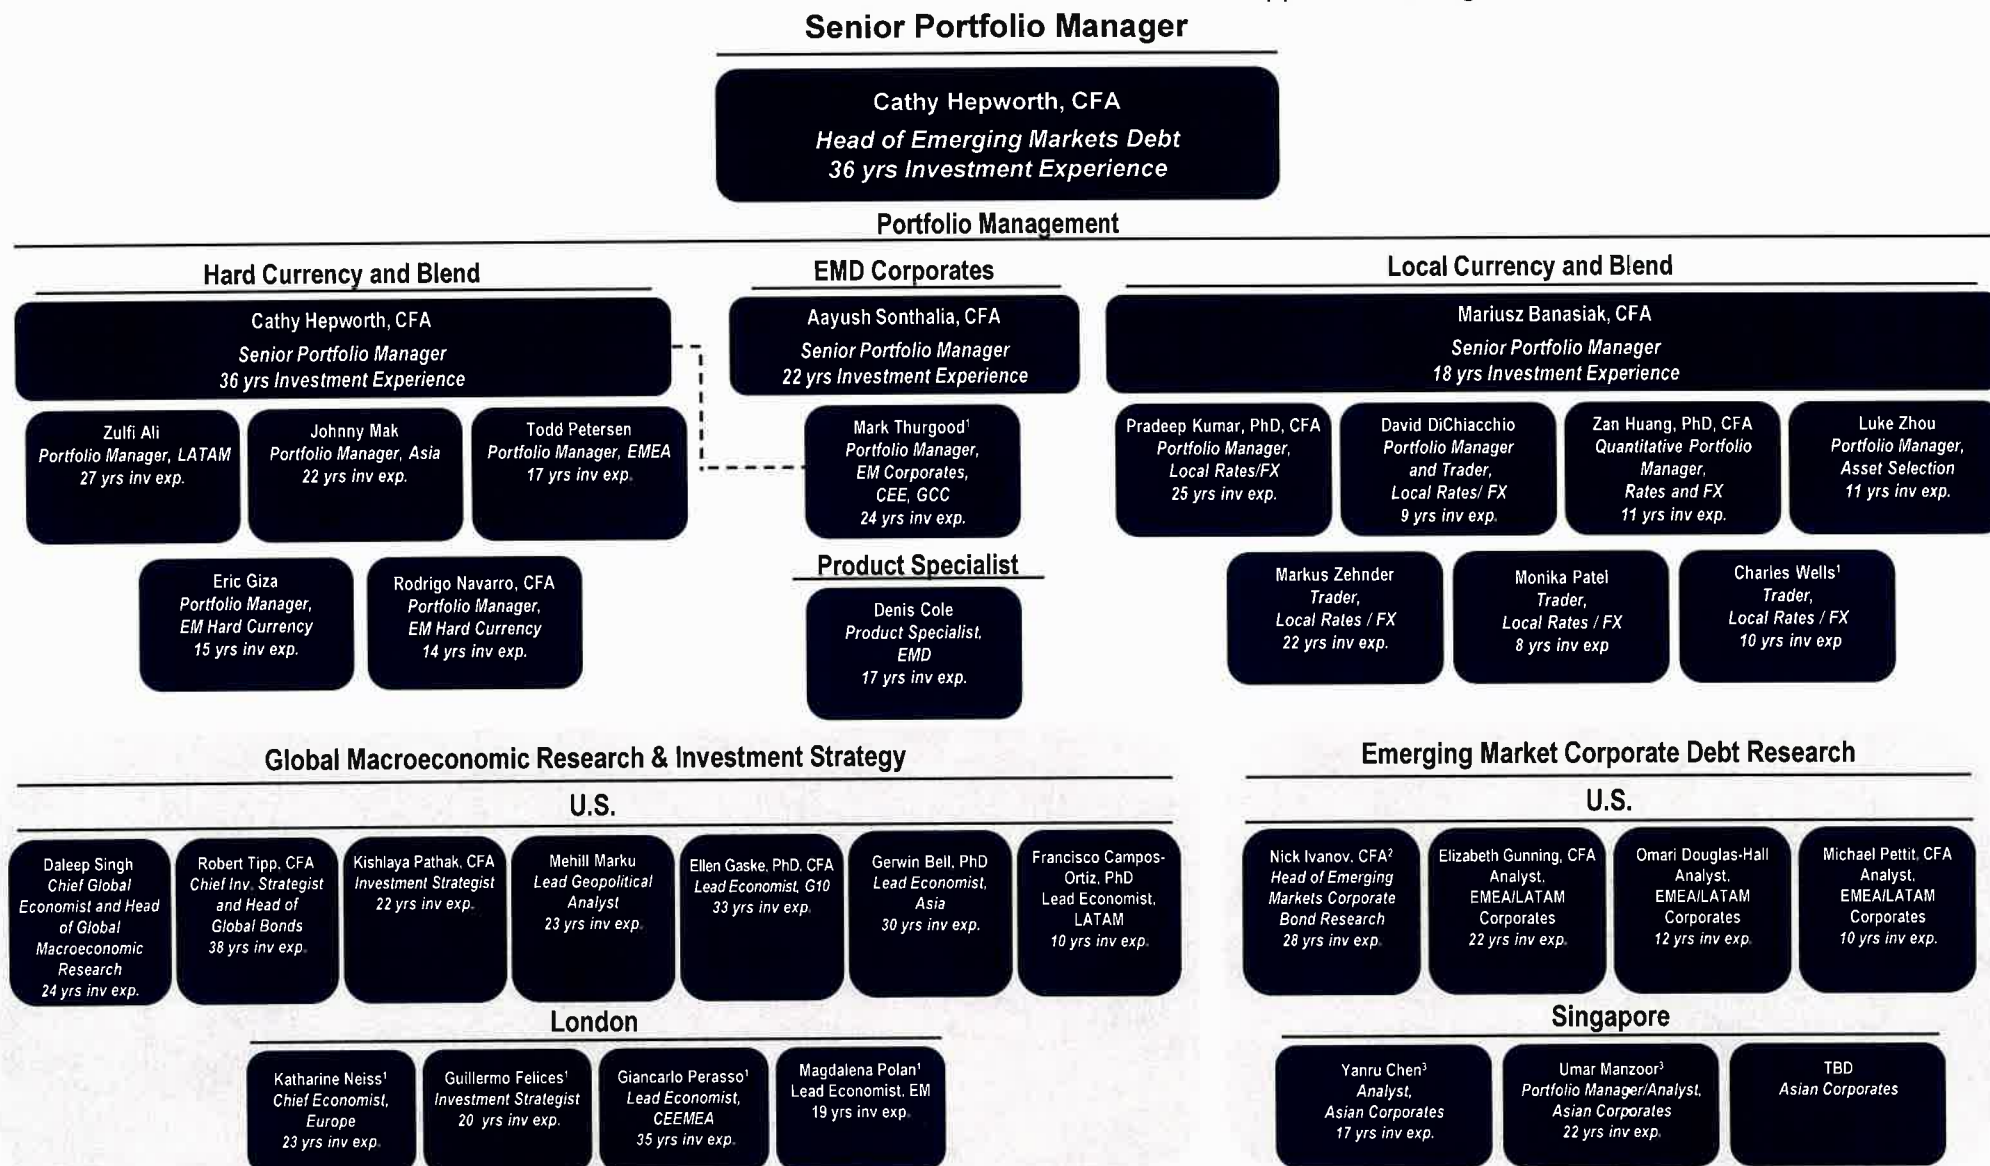 Senior Portfolio Manager
Cathy Hepworth, CFA
Head of Emerging Markets Debt
36 yrs Investment Experience
Portfolio Management
Hard Currency and Blend
Cathy Hepworth, CFA
Senior Portfolio Manager
36 yrs Investment Experience
Zulfi Ali
Portfolio Manager, LATAM
27 yrs inv exp.
Johnny Mak
Portfolio Manager, Asia
22 yrs inv exp.
Todd Petersen
Portfolio Manager, EMEA
17 yrs inv exp.
Eric Giza
Portfolio Manager,
EM Hard Currency
15 yrs inv exp.
Rodrigo Navarro, CFA
Portfolio Manager,
EM Hard Currency
14 yrs inv exp.
EMD Corporates
Aayush Sonthalia, CFA
Senior Portfolio Manager
22 yrs Investment Experience
Mark Thurgood¹
Portfolio Manager,
EM Corporates,
CEE, GCC
24 yrs inv exp.
Product Specialist
Denis Cole
Product Specialist,
EMD
17 yrs inv exp.
Local Currency and Blend
Mariusz Banasiak, CFA
Senior Portfolio Manager
18 yrs Investment Experience
Pradeep Kumar, PhD, CFA
Portfolio Manager,
Local Rates/FX
25 yrs inv exp.
David DiChiacchio
Portfolio Manager
and Trader,
Local Rates/ FX
9 yrs inv exp.
Zan Huang, PhD, CFA
Quantitative Portfolio
Manager,
Rates and FX
11 yrs inv exp.
Luke Zhou
Portfolio Manager,
Asset Selection
11 yrs inv exp.
Markus Zehnder
Trader,
Local Rates / FX
22 yrs inv exp.
Monika Patel
Trader,
Local Rates / FX
8 yrs inv exp
Charles Wells¹
Trader,
Local Rates / FX
10 yrs inv exp
Global Macroeconomic Research & Investment Strategy
U.S.
Daleep Singh
Chief Global
Economist and Head
of Global
Macroeconomic
Research
24 yrs inv exp.
Robert Tipp, CFA
Chief Inv. Strategist
and Head of
Global Bonds
38 yrs inv exp.
Kishlaya Pathak, CFA
Investment Strategist
22 yrs inv exp.
Mehill Marku
Lead Geopolitical
Analyst
23 yrs inv exp.
Ellen Gaske, PhD, CFA
Lead Economist, G10
33 yrs inv exp.
Gerwin Bell, PhD
Lead Economist,
Asia
30 yrs inv exp.
Francisco Campos-
Ortiz, PhD
Lead Economist,
LATAM
10 yrs inv exp.
London
Katharine Neiss¹
Chief Economist,
Europe
23 yrs inv exp.
Guillermo Felices¹
Investment Strategist
20 yrs inv exp.
Giancarlo Perasso¹
Lead Economist,
CEEMEA
35 yrs inv exp.
Magdalena Polan¹
Lead Economist, EM
19 yrs inv exp.
Emerging Market Corporate Debt Research
U.S.
Nick Ivanov, CFA²
Head of Emerging
Markets Corporate
Bond Research
28 yrs inv exp.
Elizabeth Gunning, CFA
Analyst,
EMEA/LATAM
Corporates
22 yrs inv exp.
Omari Douglas-Hall
Analyst,
EMEA/LATAM
Corporates
12 yrs inv exp.
Michael Pettit, CFA
Analyst,
EMEA/LATAM
Corporates
10 yrs inv exp.
Singapore
Yanru Chen³
Analyst,
Asian Corporates
17 yrs inv exp.
Umar Manzoor³
Portfolio Manager/Analyst,
Asian Corporates
22 yrs inv exp.
TBD
Asian Corporates